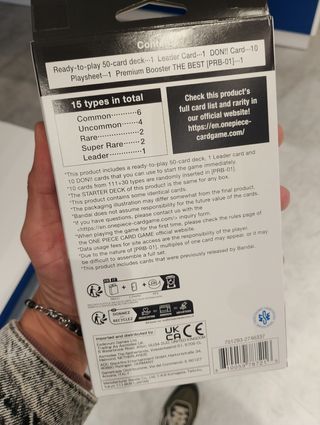 Contents
Ready-to-play 50-card deck···1 Leader Card···1 DON!! Card···10
Playsheet···1 Premium Booster THE BEST [PRB-01]···1
15 types in total
Common··········6
Uncommon········4
Rare···············2
Super Rare·······2
Leader············1
Check this product's
full card list and rarity in
our official website!
https://en.onepiece-
cardgame.com/
*This product includes a ready-to-play 50-card deck, 1 Leader card and
10 DON!! cards that you can use to start the game immediately.
*10 cards from 111+30 types are randomly inserted in [PRB-01]
*The STARTER DECK of this product is the same for any box.
*This product contains some identical cards.
*The packaging illustration may differ somewhat from the final product.
*Bandai does not assume responsibility for the future value of the cards.
*If you have questions, please contact us with the
<https://en.onepiece-cardgame.com/> inquiry form.
*When playing the game for the first time, please check the rules page of
the ONE PIECE CARD GAME official website.
*Data usage fees for site access are the responsibility of the player.
*Due to the nature of [PRB-01], multiples of one card may appear, or it may
be difficult to assemble a full set.
*This product includes cards that were previously released by Bandai.
FR
Imported and distributed by
UK
CA
CE